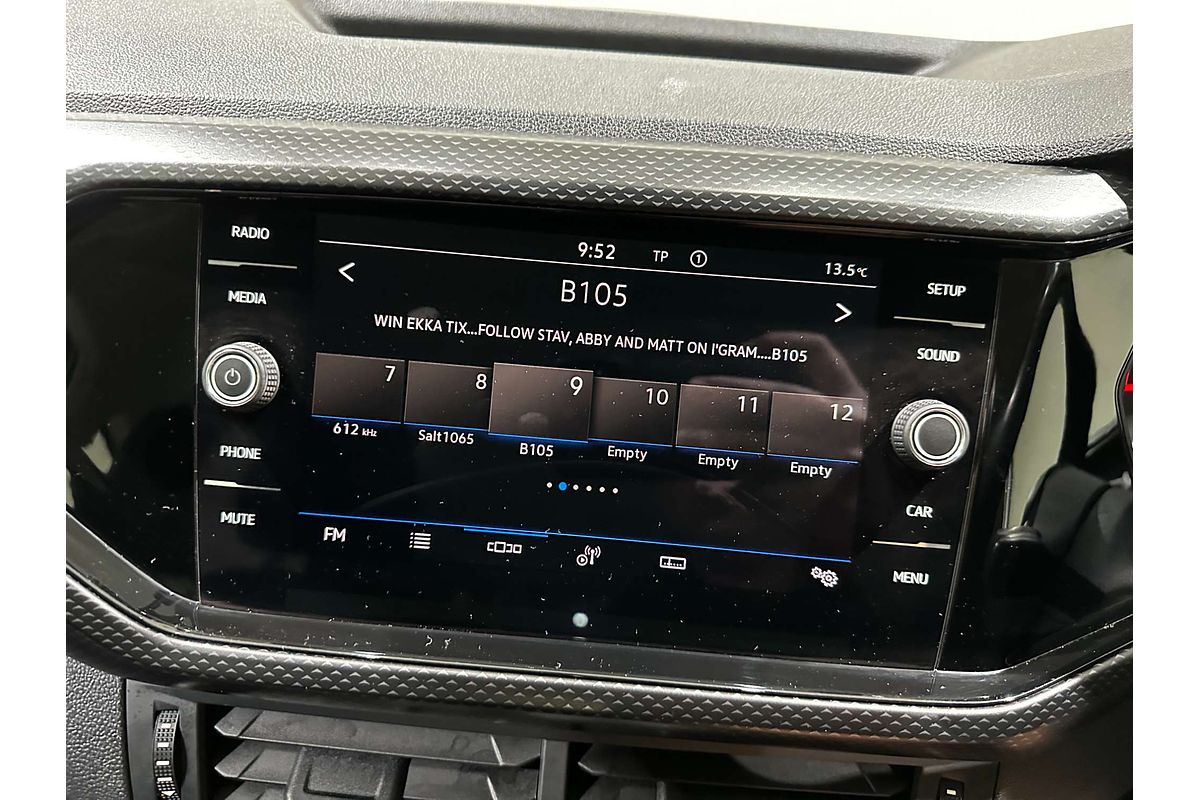 RADIO
MEDIA
PHONE
MUTE
9:52 TP 1 13.5°C
B105
WIN EKKA TIX...FOLLOW STAV, ABBY AND MATT ON I'GRAM....B105
7 8 9 10 11 12
612 kHz Salt1065 B105 Empty Empty Empty
FM
SETUP
SOUND
CAR
MENU